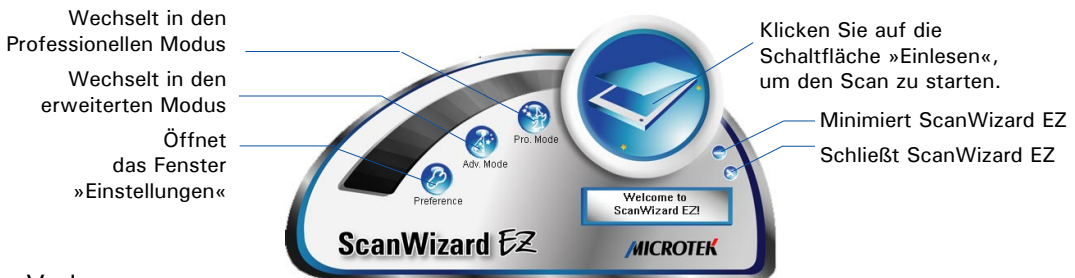 Wechselt in den
Professionellen Modus
Wechselt in den
erweiterten Modus
Öffnet
das Fenster
»Einstellungen«
Pro. Mode
Adv. Mode
Preference
Klicken Sie auf die
Schaltfläche »Einlesen«,
um den Scan zu starten.
Minimiert ScanWizard EZ
Schließt ScanWizard EZ
Welcome to
ScanWizard EZ!
ScanWizard EZ
MICROTEK